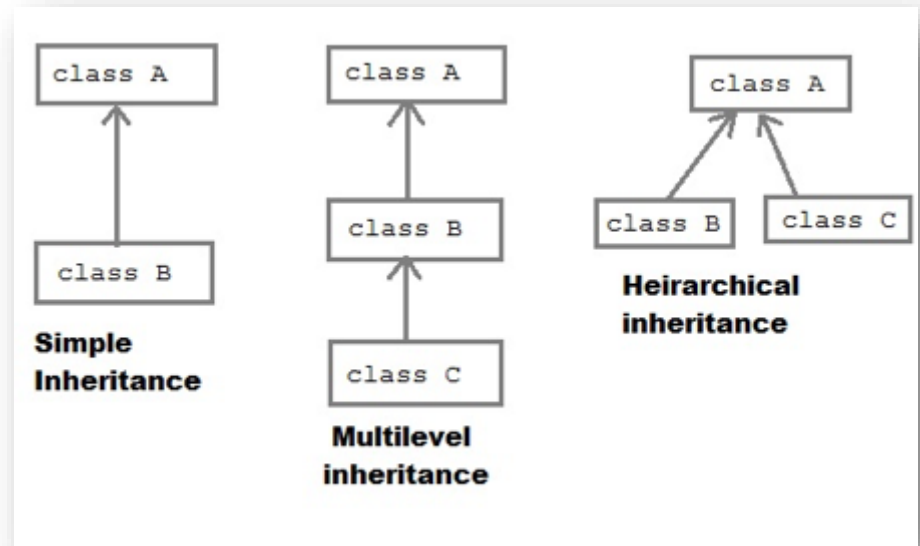 class A
class B
Simple
Inheritance
class A
class B
class C
Multilevel
inheritance
class A
class B
class C
Heirarchical
inheritance